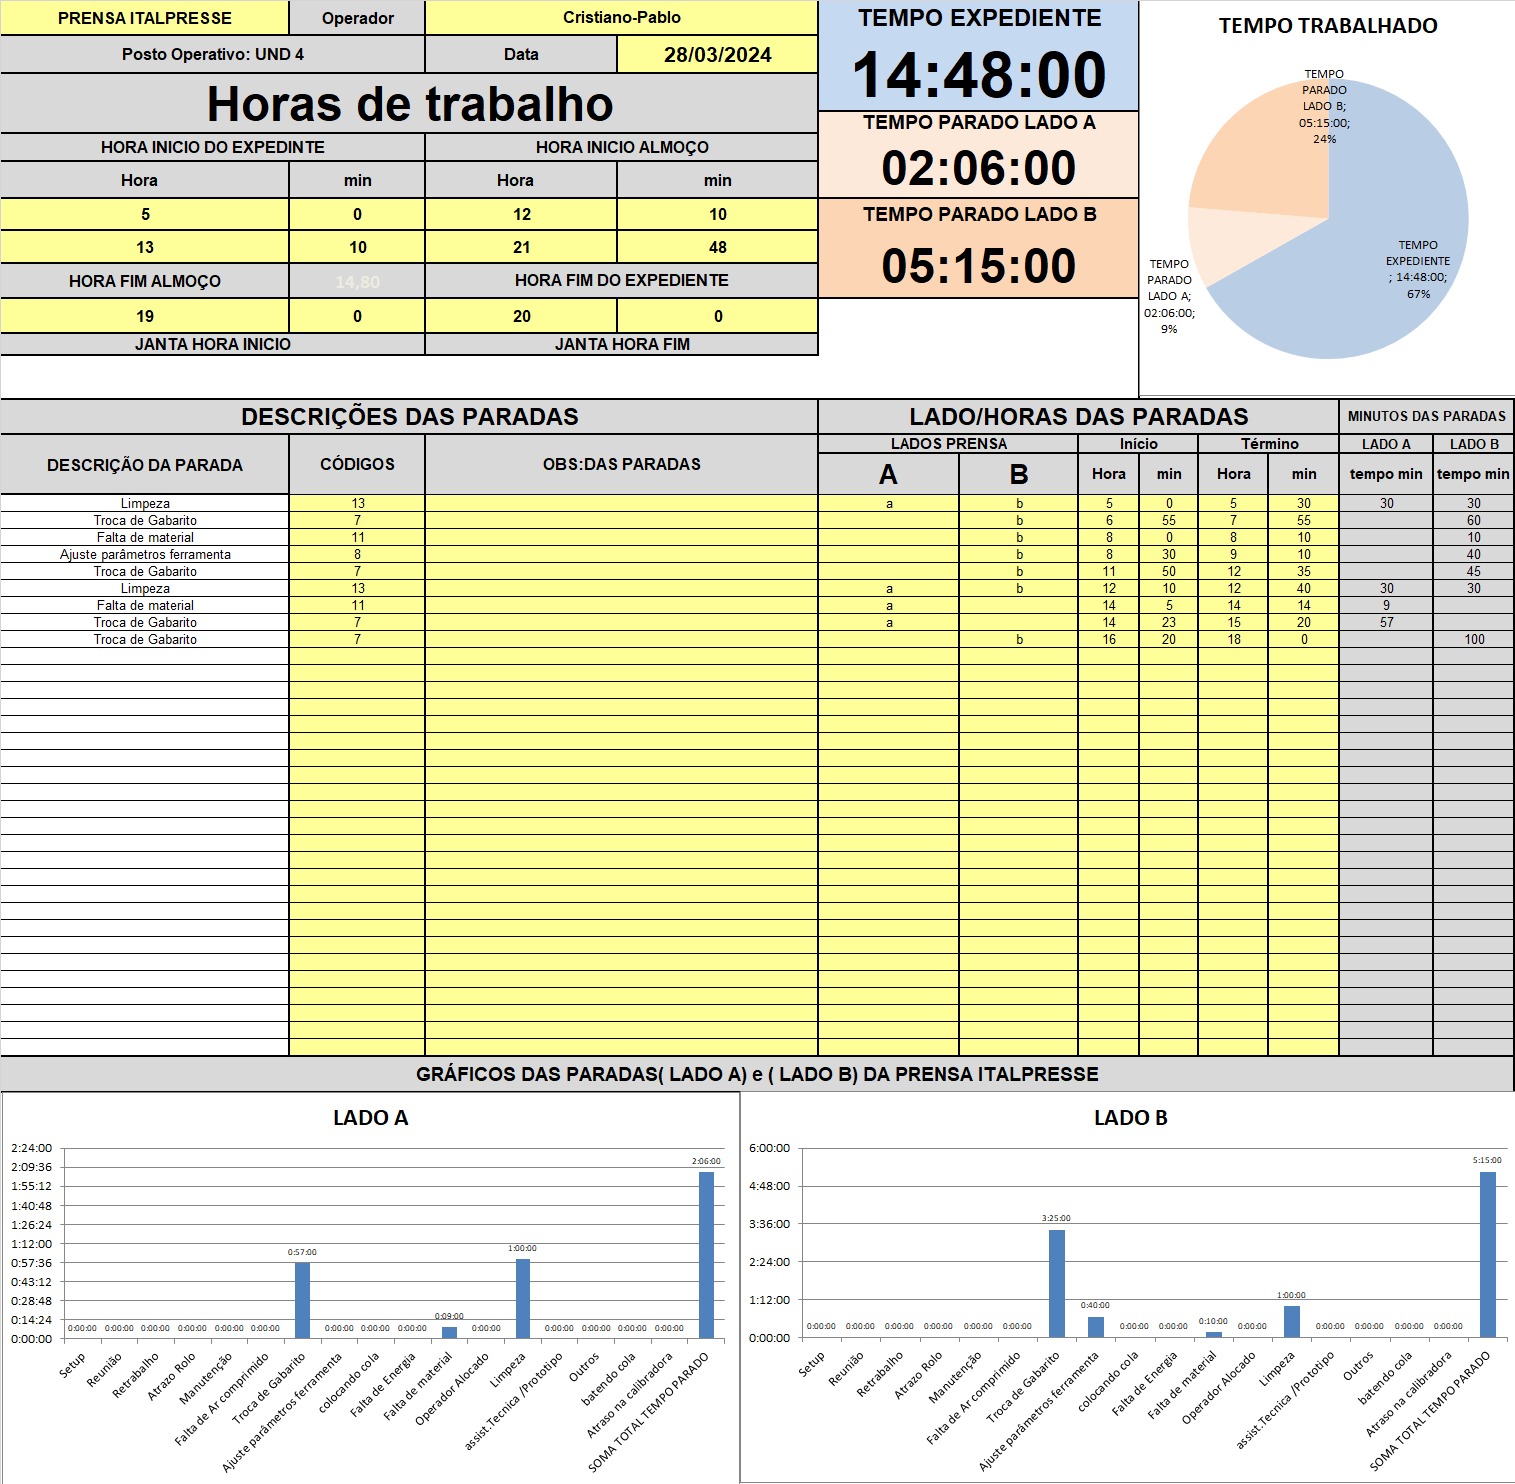 PRENSA ITALPRESSE Operador Cristiano-Pablo
Posto Operativo: UND 4 Data 28/03/2024
Horas de trabalho
HORA INICIO DO EXPEDINTE HORA INICIO ALMOÇO
Hora min Hora min
5 0 12 10
13 10 21 48
HORA FIM ALMOÇO 14,80 HORA FIM DO EXPEDIENTE
19 0 20 0
JANTA HORA INICIO JANTA HORA FIM
TEMPO EXPEDIENTE
14:48:00
TEMPO PARADO LADO A
02:06:00
TEMPO PARADO LADO B
05:15:00
TEMPO TRABALHADO
TEMPO
PARADO
LADO B;
05:15:00;
24%
TEMPO
EXPEDIENTE
; 14:48:00;
67%
TEMPO
PARADO
LADO A;
02:06:00;
9%
DESCRIÇÕES DAS PARADAS LADO/HORAS DAS PARADAS MINUTOS DAS PARADAS
DESCRIÇÃO DA PARADA CÓDIGOS OBS:DAS PARADAS LADOS PRENSA Início Término LADO A LADO B
A B Hora min Hora min tempo min tempo min
Limpeza 13 a b 5 0 5 30 30 30
Troca de Gabarito 7 b 6 55 7 55 60
Falta de material 11 b 8 0 8 10 10
Ajuste parâmetros ferramenta 8 b 8 30 9 10 40
Troca de Gabarito 7 b 11 50 12 35 45
Limpeza 13 a b 12 10 12 40 30 30
Falta de material 11 a 14 5 14 14 9
Troca de Gabarito 7 a 14 23 15 20 57
Troca de Gabarito 7 b 16 20 18 0 100
GRÁFICOS DAS PARADAS( LADO A) e ( LADO B) DA PRENSA ITALPRESSE
LADO A
2:24:00
2:09:36
1:55:12
1:40:48
1:26:24
1:12:00
0:57:36
0:43:12
0:28:48
0:14:24
0:00:00
0:00:00 0:00:00 0:00:00 0:00:00 0:00:00 0:00:00 0:57:00 0:00:00 0:00:00 0:00:00 0:09:00 0:00:00 1:00:00 0:00:00 0:00:00 0:00:00 0:00:00 2:06:00
Setup
Reunião
Retrabalho
Atrazo Rolo
Manutenção
Falta de Ar comprimido
Troca de Gabarito
Ajuste parâmetros ferramenta
colocando cola
Falta de Energia
Falta de material
Operador Alocado
Limpeza
assist.Tecnica /Prototipo
Outros
batendo cola
Atraso na calibradora
SOMA TOTAL TEMPO PARADO
LADO B
6:00:00
4:48:00
3:36:00
2:24:00
1:12:00
0:00:00
0:00:00 0:00:00 0:00:00 0:00:00 0:00:00 0:00:00 3:25:00 0:40:00 0:00:00 0:00:00 0:10:00 0:00:00 1:00:00 0:00:00 0:00:00 0:00:00 0:00:00 5:15:00
Setup
Reunião
Retrabalho
Atrazo Rolo
Manutenção
Falta de Ar comprimido
Troca de Gabarito
Ajuste parâmetros ferramenta
colocando cola
Falta de Energia
Falta de material
Operador Alocado
Limpeza
assist.Tecnica /Prototipo
Outros
batendo cola
Atraso na calibradora
SOMA TOTAL TEMPO PARADO